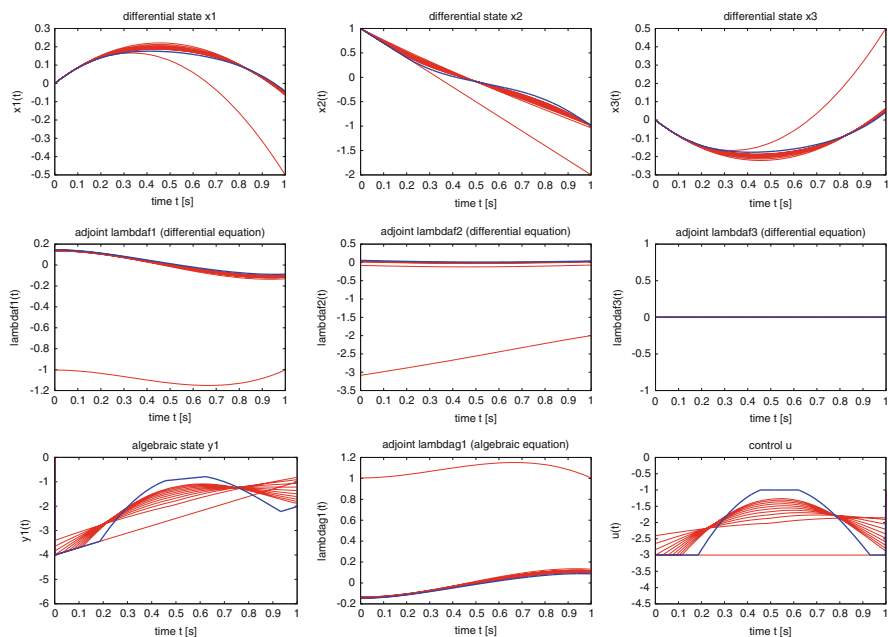 differential state x1
differential state x2
differential state x3
0.3
0.2
0.1
0
-0.1
-0.2
-0.3
-0.4
-0.5
x1(t)
0 0.1 0.2 0.3 0.4 0.5 0.6 0.7 0.8 0.9 1
time t [s]
1
0.5
0
-0.5
-1
-1.5
-2
x2(t)
0 0.1 0.2 0.3 0.4 0.5 0.6 0.7 0.8 0.9 1
time t [s]
0.5
0.4
0.3
0.2
0.1
0
-0.1
-0.2
-0.3
x3(t)
0 0.1 0.2 0.3 0.4 0.5 0.6 0.7 0.8 0.9 1
time t [s]
adjoint lambdaf1 (differential equation)
adjoint lambdaf2 (differential equation)
adjoint lambdaf3 (differential equation)
0.2
0
-0.2
-0.4
-0.6
-0.8
-1
-1.2
lambdaf1(t)
0 0.1 0.2 0.3 0.4 0.5 0.6 0.7 0.8 0.9 1
time t [s]
0.5
0
-0.5
-1
-1.5
-2
-2.5
-3
-3.5
lambdaf2(t)
0 0.1 0.2 0.3 0.4 0.5 0.6 0.7 0.8 0.9 1
time t [s]
1
0.5
0
-0.5
-1
lambdaf3(t)
0 0.1 0.2 0.3 0.4 0.5 0.6 0.7 0.8 0.9 1
time t [s]
algebraic state y1
adjoint lambdag1 (algebraic equation)
control u
0
-1
-2
-3
-4
-5
-6
y1(t)
0 0.1 0.2 0.3 0.4 0.5 0.6 0.7 0.8 0.9 1
time t [s]
1.2
1
0.8
0.6
0.4
0.2
0
-0.2
lambdag1(t)
0 0.1 0.2 0.3 0.4 0.5 0.6 0.7 0.8 0.9 1
time t [s]
0
-0.5
-1
-1.5
-2
-2.5
-3
-3.5
-4
-4.5
u(t)
0 0.1 0.2 0.3 0.4 0.5 0.6 0.7 0.8 0.9 1
time t [s]